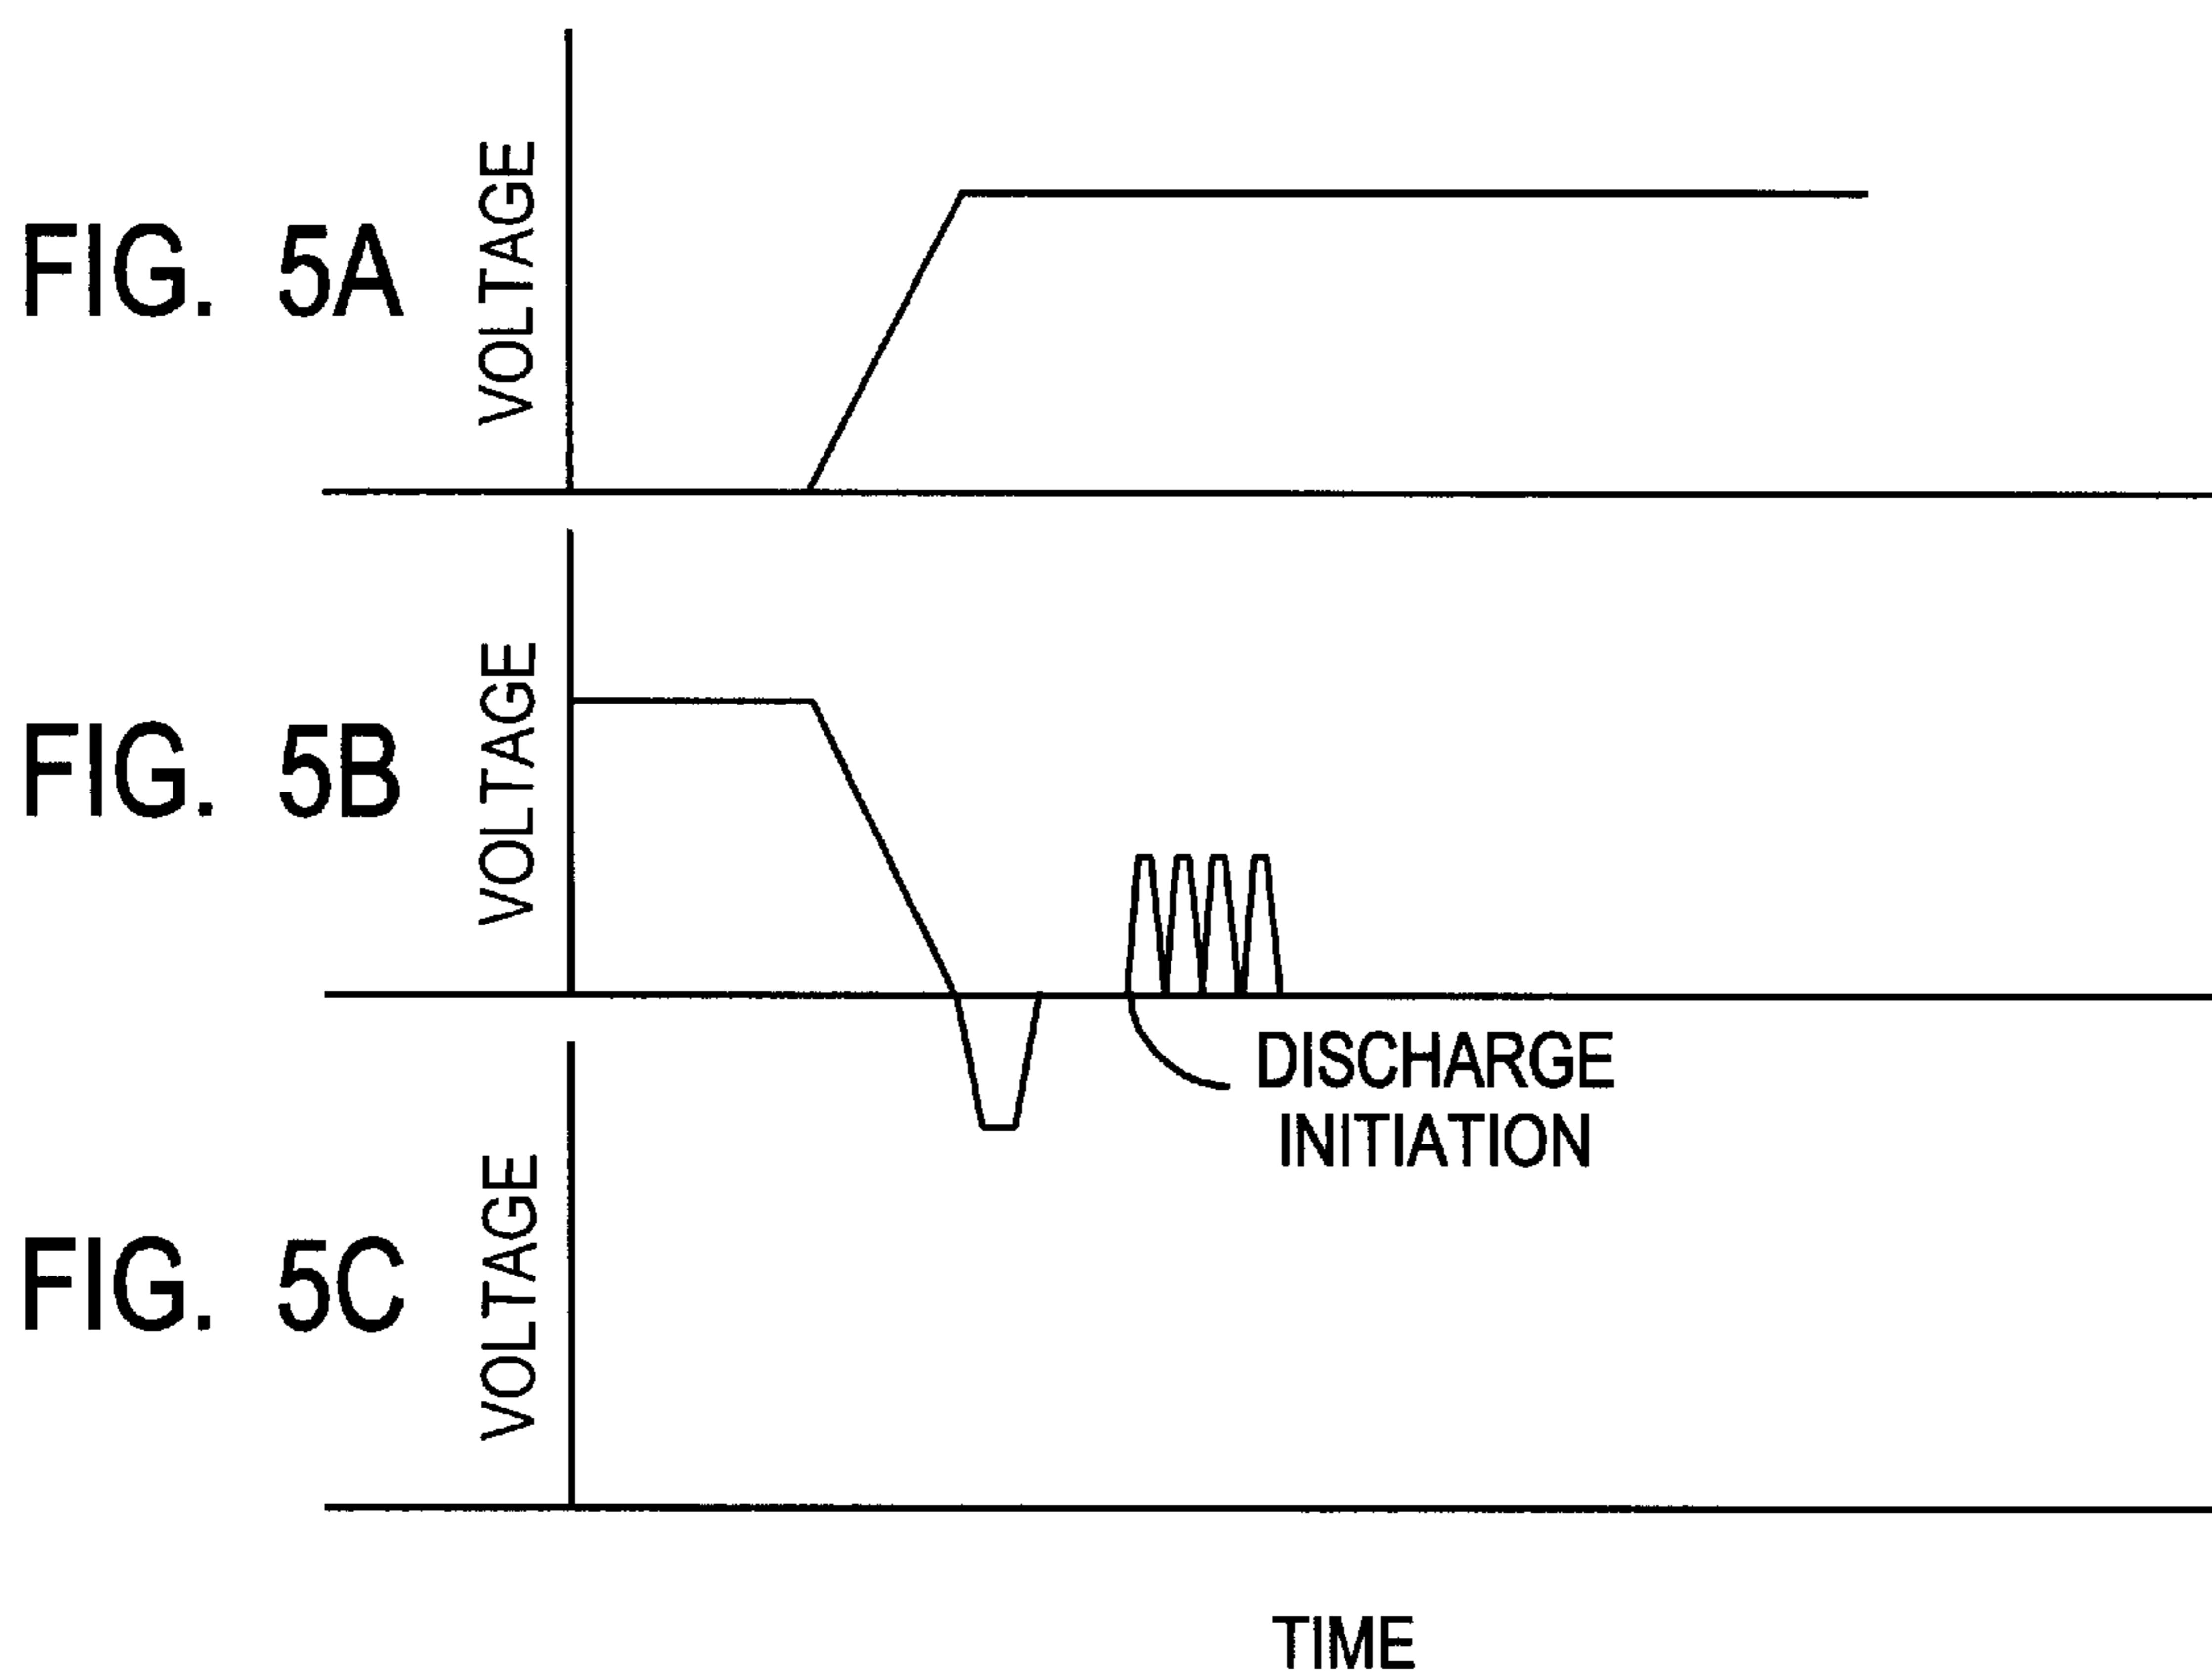 FIG. 5A
VOLTAGE
FIG. 5B
VOLTAGE
DISCHARGE
INITIATION
FIG. 5C
VOLTAGE
TIME